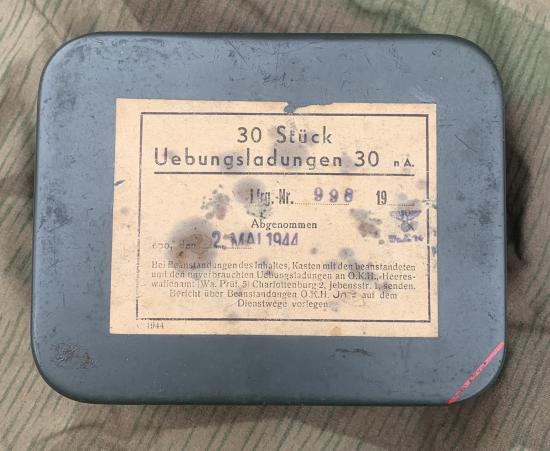 30 Stück
Uebungsladungen 30 n. A.
Lfrg.-Nr. 998 19
Abgenommen
den 2. MAI 1944
Bei Beanstandungen des Inhaltes, Kasten mit den beanstandeten
und den unverbrauchten Uebungsladungen an O.K.H., Heeres-
waffenamt (Wa. Prüf. 5) Charlottenburg 2, Jebensstr. 1, senden.
Bericht über Beanstandungen O.K.H. auf dem
Dienstwege vorlegen.
1944